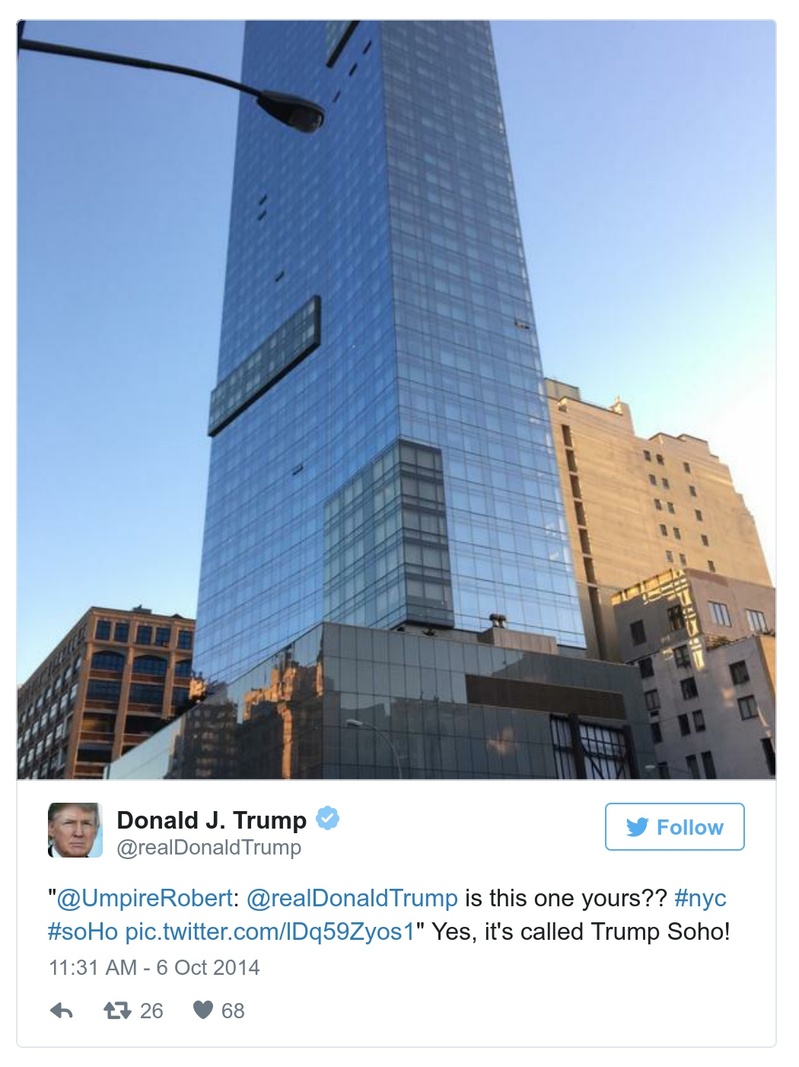 Donald J. Trump
@realDonaldTrump
Follow
"@UmpireRobert: @realDonaldTrump is this one yours?? #nyc
#soHo pic.twitter.com/lDq59Zyos1" Yes, it's called Trump Soho!
11:31 AM - 6 Oct 2014
26 68